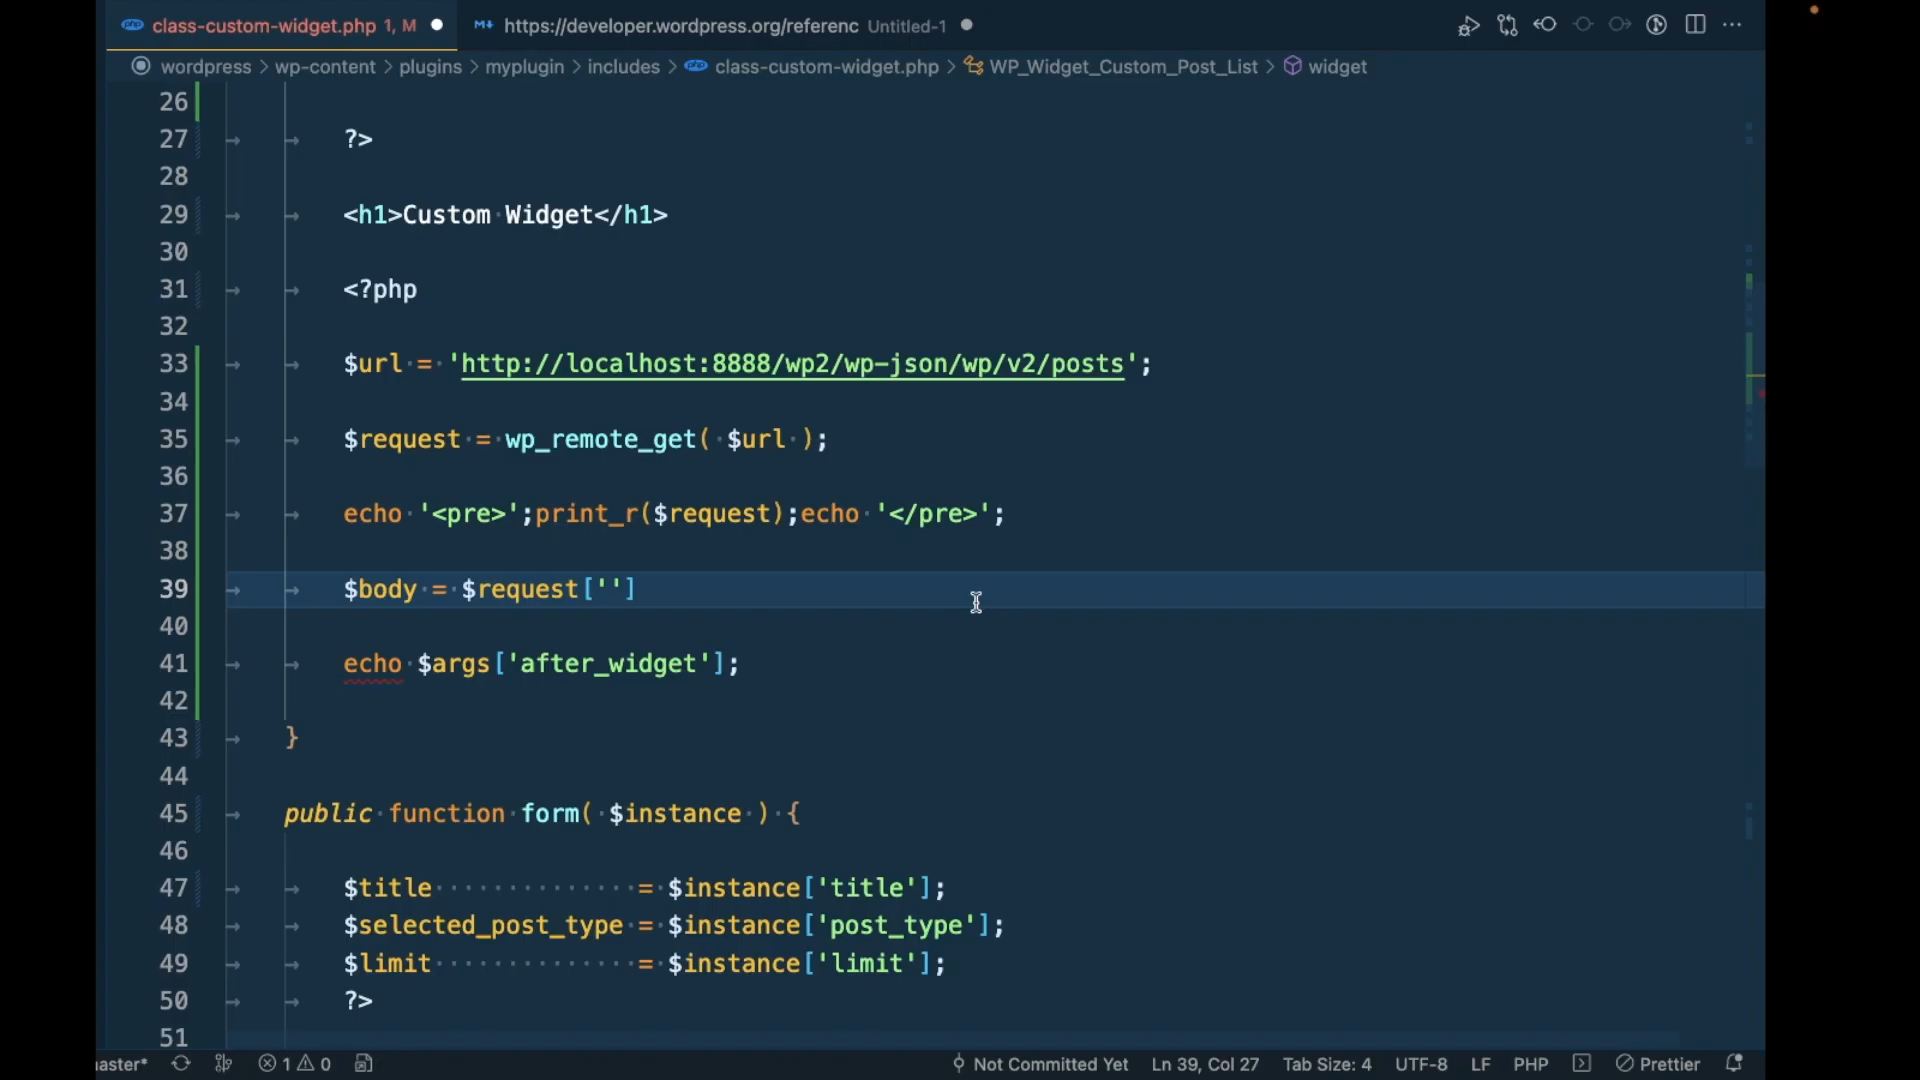 class-custom-widget.php 1, M https://developer.wordpress.org/referenc Untitled-1
wordpress > wp-content > plugins > myplugin > includes > class-custom-widget.php > WP_Widget_Custom_Post_List > widget
26
27 ?>
28
29 <h1>Custom Widget</h1>
30
31 <?php
32
33 $url = 'http://localhost:8888/wp2/wp-json/wp/v2/posts';
34
35 $request = wp_remote_get( $url );
36
37 echo '<pre>';print_r($request);echo '</pre>';
38
39 $body = $request['']
40
41 echo $args['after_widget'];
42
43 }
44
45 public function form( $instance ) {
46
47 $title = $instance['title'];
48 $selected_post_type = $instance['post_type'];
49 $limit = $instance['limit'];
50 ?>
51
aster* 1 0 Not Committed Yet Ln 39, Col 27 Tab Size: 4 UTF-8 LF PHP Prettier